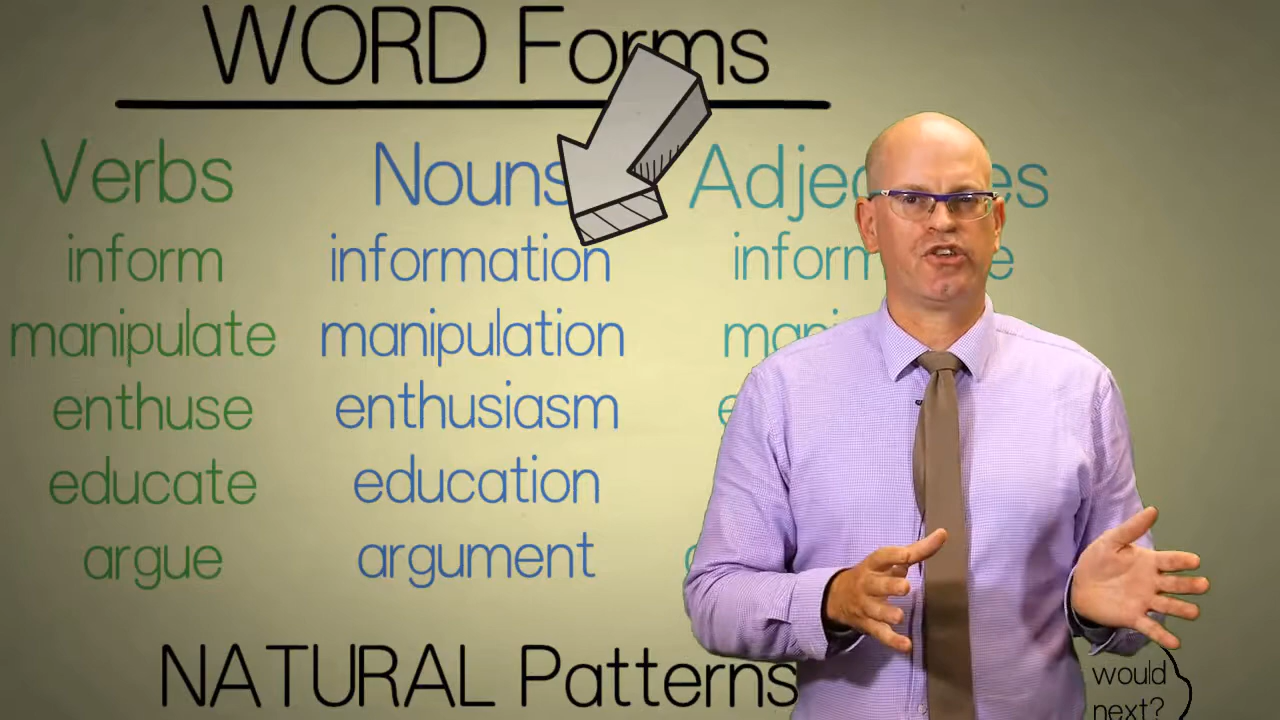 WORD Forms
Verbs Nouns
inform information
manipulate manipulation
enthuse enthusiasm
educate education
argue argument
NATURAL Patterns
would
next?